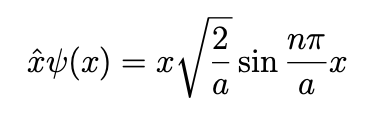 x̂ψ(x) = x√(2/a) sin (nπ/a) x